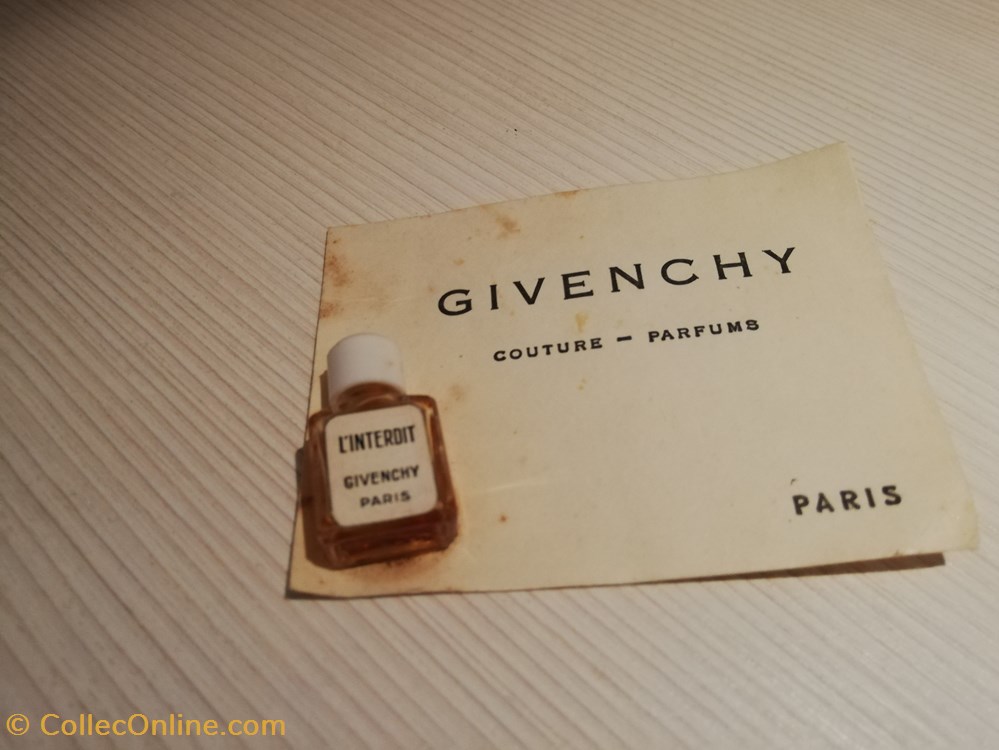 GIVENCHY
COUTURE – PARFUMS
L'INTERDIT
GIVENCHY
PARIS
PARIS
© CollecOnline.com